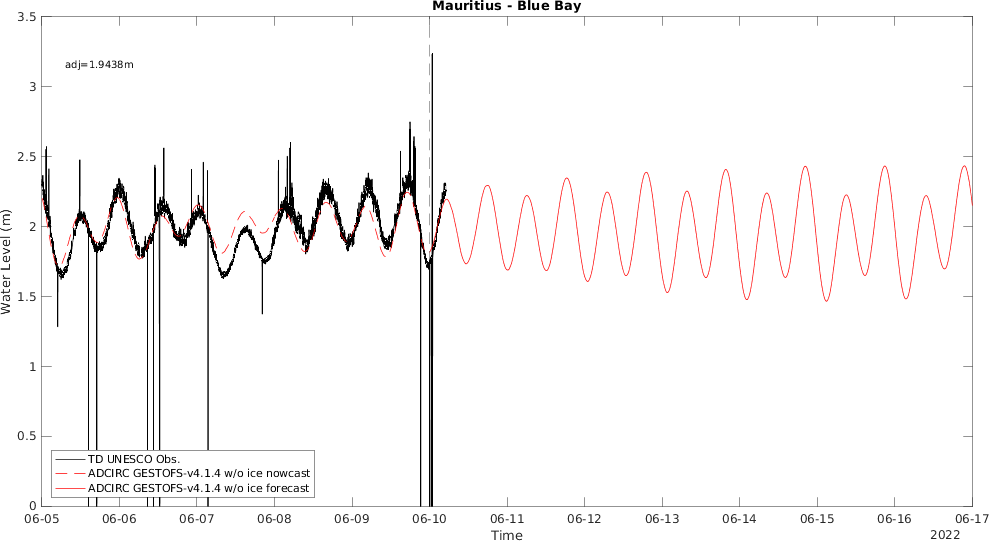 Mauritius - Blue Bay
3.5
adj=1.9438m
3
2.5
2
1.5
1
0.5
0
Water Level (m)
TD UNESCO Obs.
ADCIRC GESTOFS-v4.1.4 w/o ice nowcast
ADCIRC GESTOFS-v4.1.4 w/o ice forecast
06-05 06-06 06-07 06-08 06-09 06-10 06-11 06-12 06-13 06-14 06-15 06-16 06-17
Time
2022